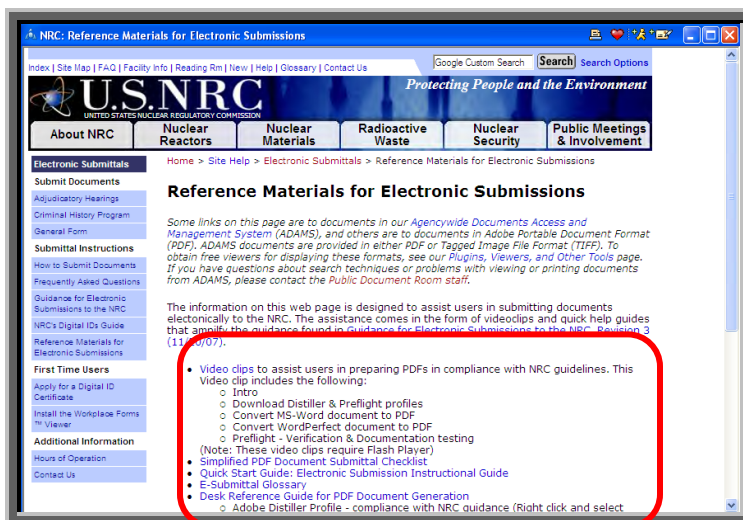 NRC: Reference Materials for Electronic Submissions
Index | Site Map | FAQ | Facility Info | Reading Rm | New | Help | Glossary | Contact Us
Google Custom Search Search Search Options
U.S.NRC
UNITED STATES NUCLEAR REGULATORY COMMISSION
Protecting People and the Environment
About NRC
Nuclear Reactors
Nuclear Materials
Radioactive Waste
Nuclear Security
Public Meetings & Involvement
Electronic Submittals
Submit Documents
Adjudicatory Hearings
Criminal History Program
General Form
Submittal Instructions
How to Submit Documents
Frequently Asked Questions
Guidance for Electronic
Submissions to the NRC
NRC's Digital IDs Guide
Reference Materials for
Electronic Submissions
First Time Users
Apply for a Digital ID
Certificate
Install the Workplace Forms
™ Viewer
Additional Information
Hours of Operation
Contact Us
Home > Site Help > Electronic Submittals > Reference Materials for Electronic Submissions
Reference Materials for Electronic Submissions
Some links on this page are to documents in our Agencywide Documents Access and
Management System (ADAMS), and others are to documents in Adobe Portable Document Format
(PDF). ADAMS documents are provided in either PDF or Tagged Image File Format (TIFF). To
obtain free viewers for displaying these formats, see our Plugins, Viewers, and Other Tools page.
If you have questions about search techniques or problems with viewing or printing documents
from ADAMS, please contact the Public Document Room staff.
The information on this web page is designed to assist users in submitting documents
electonically to the NRC. The assistance comes in the form of videoclips and quick help guides
that amplify the guidance found in Guidance for Electronic Submissions to the NRC, Revision 3
(11/20/07).
• Video clips to assist users in preparing PDFs in compliance with NRC guidelines. This
Video clip includes the following:
o Intro
o Download Distiller & Preflight profiles
o Convert MS-Word document to PDF
o Convert WordPerfect document to PDF
o Preflight - Verification & Documentation testing
(Note: These video clips require Flash Player)
• Simplified PDF Document Submittal Checklist
• Quick Start Guide: Electronic Submission Instructional Guide
• E-Submittal Glossary
• Desk Reference Guide for PDF Document Generation
o Adobe Distiller Profile - compliance with NRC guidance (Right click and select